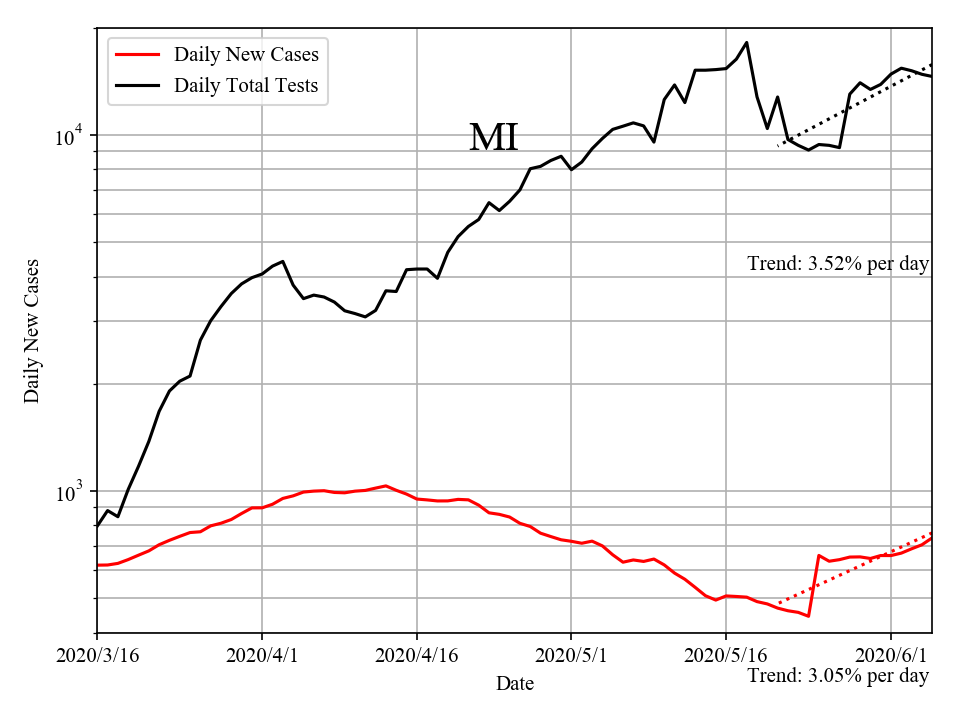 Daily New Cases
Daily Total Tests
MI
10^4
Trend: 3.52% per day
Daily New Cases
10^3
2020/3/16 2020/4/1 2020/4/16 2020/5/1 2020/5/16 2020/6/1
Date
Trend: 3.05% per day